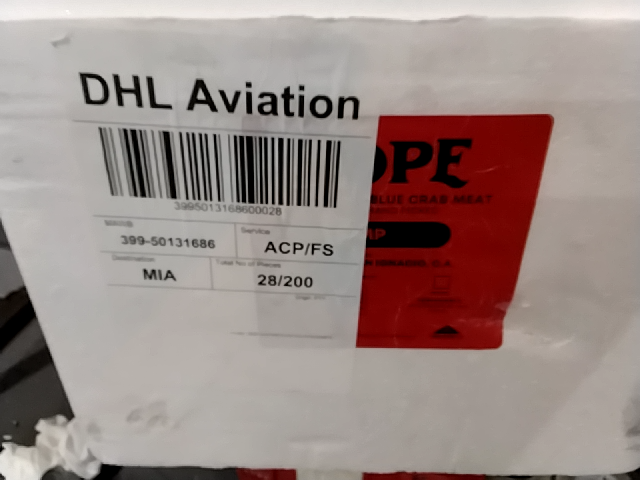 DHL Aviation
OPE
BLUE CRAB MEAT
3995013168600028
MAWB
Service
399-50131686
ACP/FS
Destination
Total No of Pieces
MIA
28/200